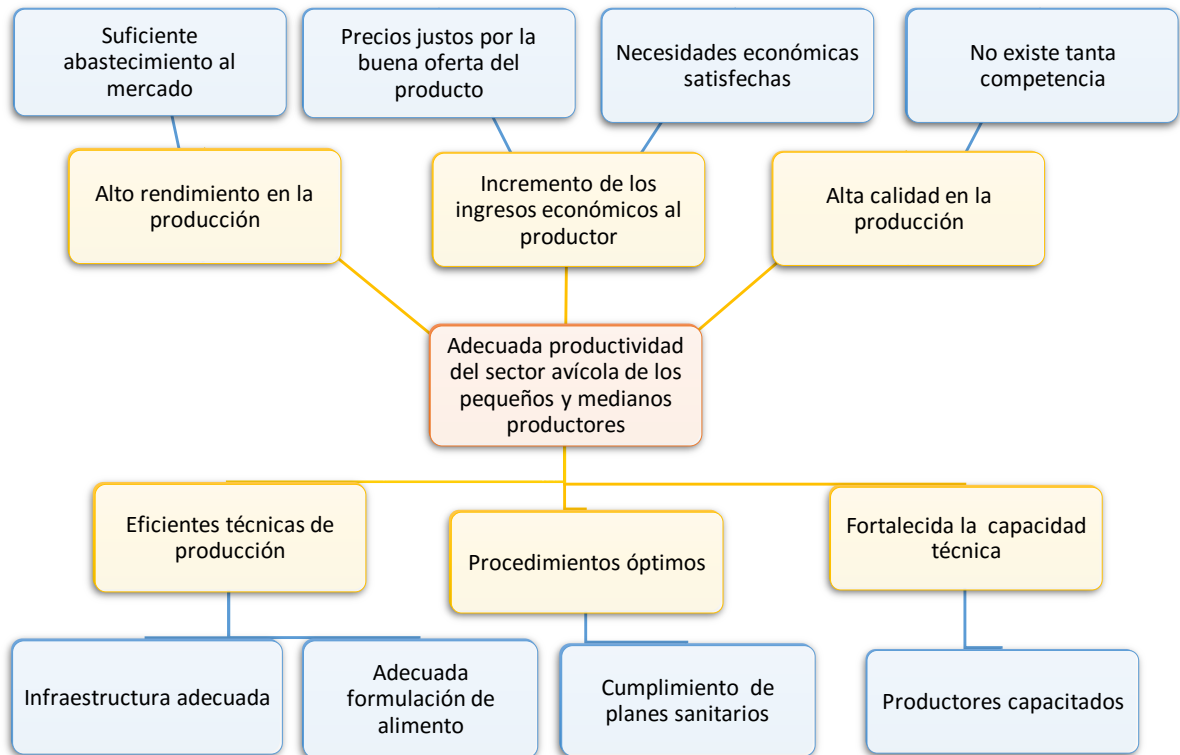 Suficiente
abastecimiento al
mercado
Precios justos por la
buena oferta del
producto
Necesidades económicas
satisfechas
No existe tanta
competencia
Alto rendimiento en la
producción
Incremento de los
ingresos económicos al
productor
Alta calidad en la
producción
Adecuada productividad
del sector avícola de los
pequeños y medianos
productores
Eficientes técnicas de
producción
Procedimientos óptimos
Fortalecida la capacidad
técnica
Infraestructura adecuada
Adecuada
formulación de
alimento
Cumplimiento de
planes sanitarios
Productores capacitados